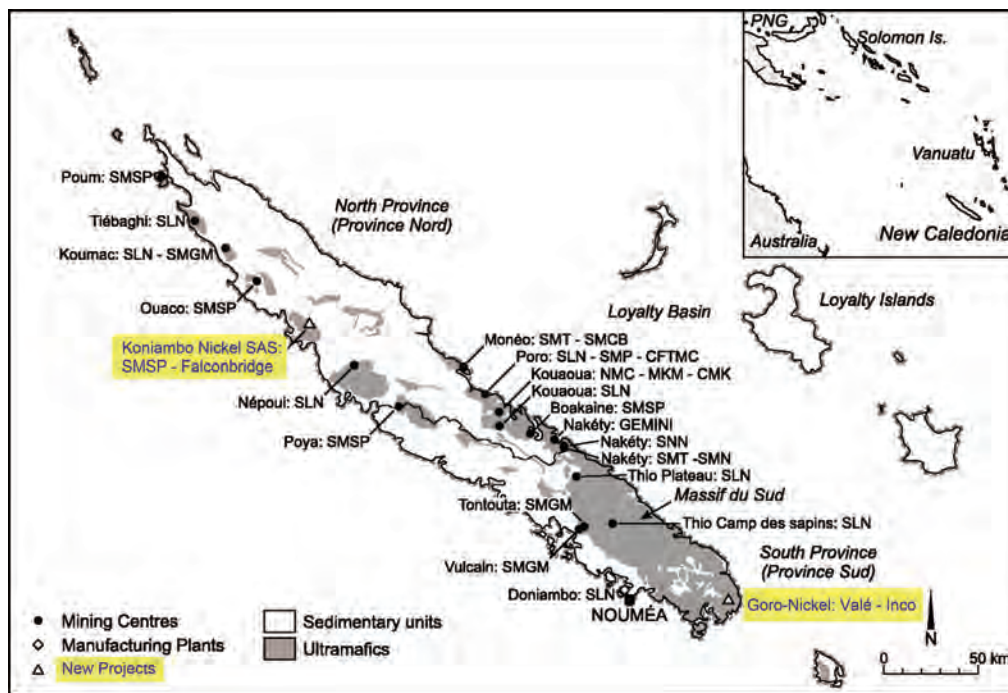 PNG
Solomon Is.
Vanuatu
New Caledonia
Australia
Poum: SMSP
Tiébaghi: SLN
Koumac: SLN - SMGM
Ouaco: SMSP
Koniambo Nickel SAS:
SMSP - Falconbridge
Népoui: SLN
Poya: SMSP
North Province
(Province Nord)
Loyalty Basin
Loyalty Islands
Monéo: SMT - SMCB
Poro: SLN - SMP - CFTMC
Kouaoua: NMC - MKM - CMK
Kouaoua: SLN
Boakaine: SMSP
Nakéty: GEMINI
Nakéty: SNN
Nakéty: SMT -SMN
Thio Plateau: SLN
Massif du Sud
Tontouta: SMGM
Thio Camp des sapins: SLN
Vulcain: SMGM
South Province
(Province Sud)
Doniambo: SLN
NOUMÉA
Goro-Nickel: Valé - Inco
Mining Centres
Manufacturing Plants
New Projects
Sedimentary units
Ultramafics
N
0 50 km